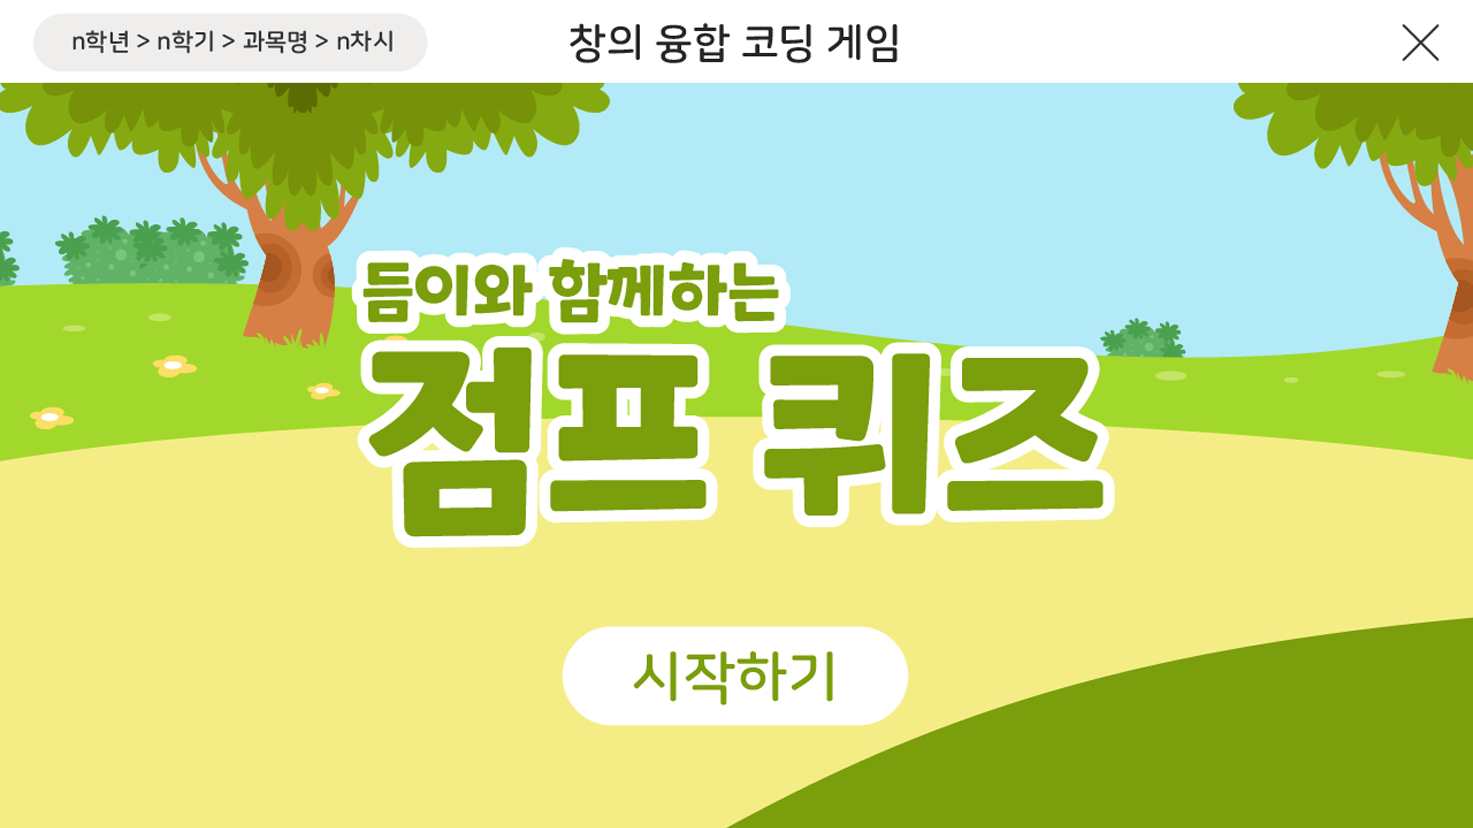 n학년 > n학기 > 과목명 > n차시
창의 융합 코딩 게임
듬이와 함께하는
점프 퀴즈
시작하기